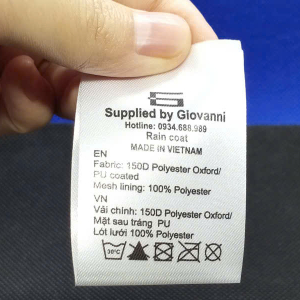 Supplied by Giovanni
Hotline: 0934.688.989
Rain coat
MADE IN VIETNAM
EN
Fabric: 150D Polyester Oxford/
PU coated
Mesh lining: 100% Polyester
VN
Vải chính: 150D Polyester Oxford/
Mặt sau tráng PU
Lót lưới 100% Polyester
30°C